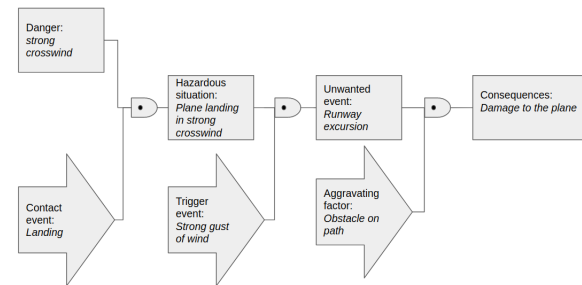 Danger:
strong
crosswind
Hazardous
situation:
Plane landing
in strong
crosswind
Unwanted
event:
Runway
excursion
Consequences:
Damage to the plane
Contact
event:
Landing
Trigger
event:
Strong gust
of wind
Aggravating
factor:
Obstacle on
path